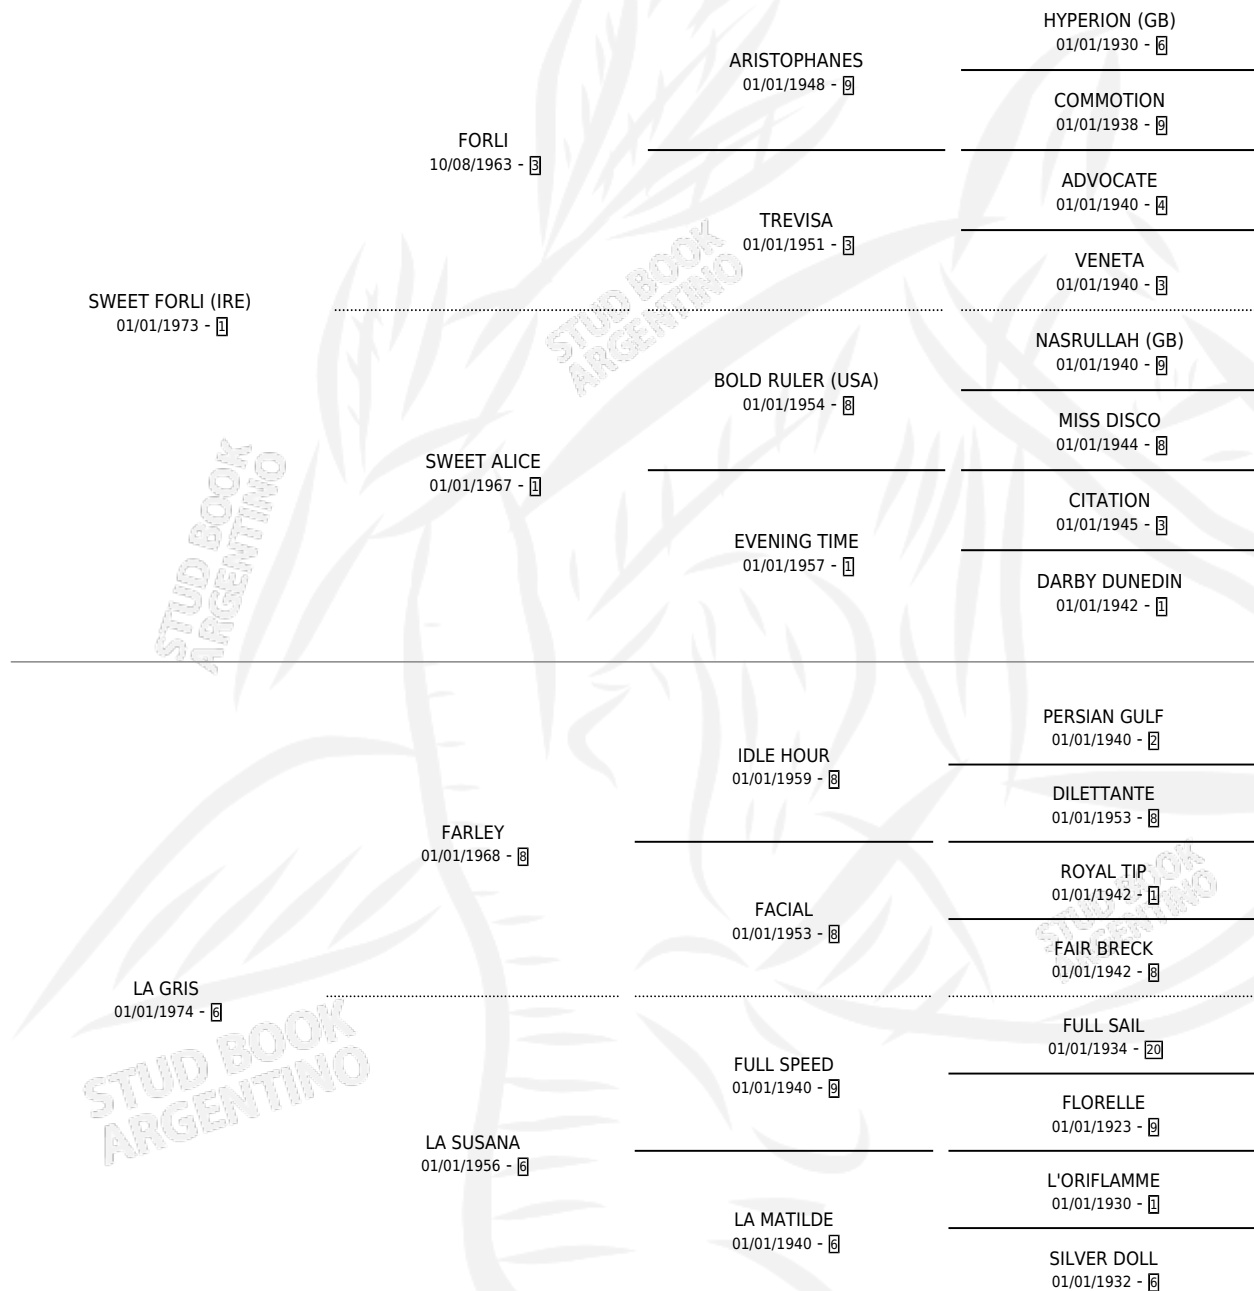 HYPERION (GB)
01/01/1930 - 6
ARISTOPHANES
01/01/1948 - 9
COMMOTION
01/01/1938 - 9
FORLI
10/08/1963 - 3
ADVOCATE
01/01/1940 - 4
TREVISA
01/01/1951 - 3
VENETA
01/01/1940 - 3
SWEET FORLI (IRE)
01/01/1973 - 1
NASRULLAH (GB)
01/01/1940 - 9
BOLD RULER (USA)
01/01/1954 - 8
MISS DISCO
01/01/1944 - 8
SWEET ALICE
01/01/1967 - 1
CITATION
01/01/1945 - 3
EVENING TIME
01/01/1957 - 1
DARBY DUNEDIN
01/01/1942 - 1
PERSIAN GULF
01/01/1940 - 2
IDLE HOUR
01/01/1959 - 8
DILETTANTE
01/01/1953 - 8
FARLEY
01/01/1968 - 8
ROYAL TIP
01/01/1942 - 1
FACIAL
01/01/1953 - 8
FAIR BRECK
01/01/1942 - 8
LA GRIS
01/01/1974 - 6
FULL SAIL
01/01/1934 - 20
FULL SPEED
01/01/1940 - 9
FLORELLE
01/01/1923 - 9
LA SUSANA
01/01/1956 - 6
L'ORIFLAMME
01/01/1930 - 1
LA MATILDE
01/01/1940 - 6
SILVER DOLL
01/01/1932 - 6
STUD BOOK
ARGENTINO
STUD BOOK
ARGENTINO
STUD BOOK
ARGENTINO
STUD BOOK
ARGENTINO